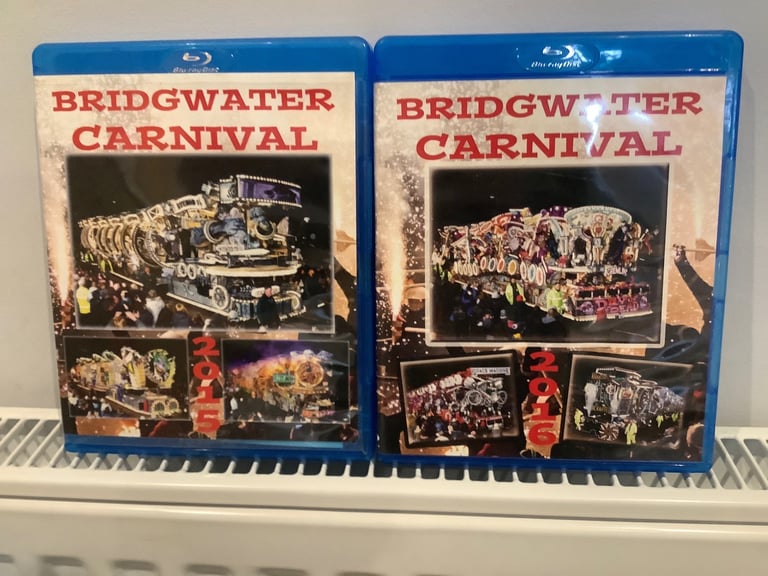 Blu-ray Disc
BRIDGWATER
CARNIVAL
2015
Blu-ray Disc
BRIDGWATER
CARNIVAL
2016